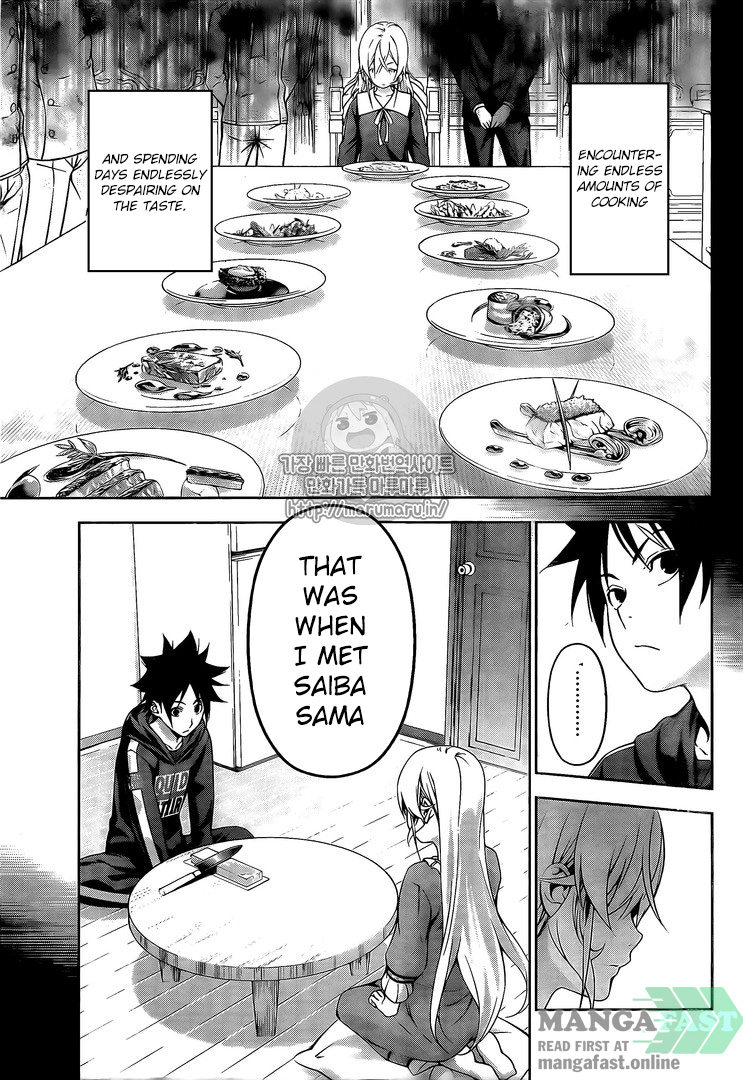 ENCOUNTER-
ING ENDLESS
AMOUNTS OF
COOKING
AND SPENDING
DAYS ENDLESSLY
DESPAIRING ON
THE TASTE.
가장 빠른 만화번역사이트
만화가득 마루마루
http://marumaru.in/
............
THAT
WAS
WHEN
I MET
SAIBA
SAMA
MANGAFAST
READ FIRST AT
mangafast.online